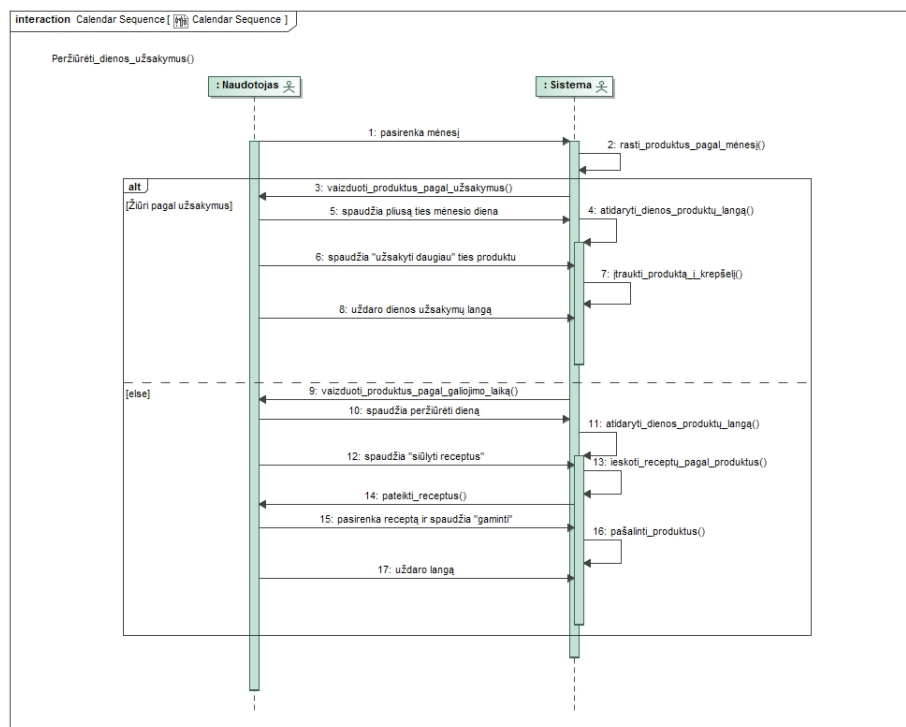 interaction Calendar Sequence [ Calendar Sequence ]
Peržiūrėti_dienos_užsakymus()
: Naudotojas
: Sistema
1: pasirenka mėnesį
2: rasti_produktus_pagal_mėnesį()
alt
3: vaizduoti_produktus_pagal_užsakymus()
[Žiūri pagal užsakymus]
5: spaudžia pliusą ties mėnesio diena
4: atidaryti_dienos_produktų_langą()
6: spaudžia "užsakyti daugiau" ties produktu
7: įtraukti_produktą_į_krepšelį()
8: uždaro dienos užsakymų langą
[else]
9: vaizduoti_produktus_pagal_galiojimo_laiką()
10: spaudžia peržiūrėti dieną
11: atidaryti_dienos_produktų_langą()
12: spaudžia "siūlyti receptus"
13: ieskoti_receptų_pagal_produktus()
14: pateikti_receptus()
15: pasirenka receptą ir spaudžia "gaminti"
16: pašalinti_produktus()
17: uždaro langą